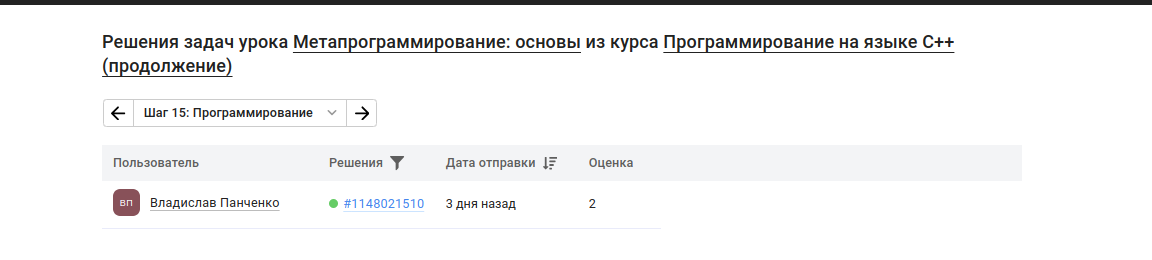 Решения задач урока Метапрограммирование: основы из курса Программирование на языке C++
(продолжение)
Шаг 15: Программирование
Пользователь Решения Дата отправки Оценка
ВП Владислав Панченко #1148021510 3 дня назад 2